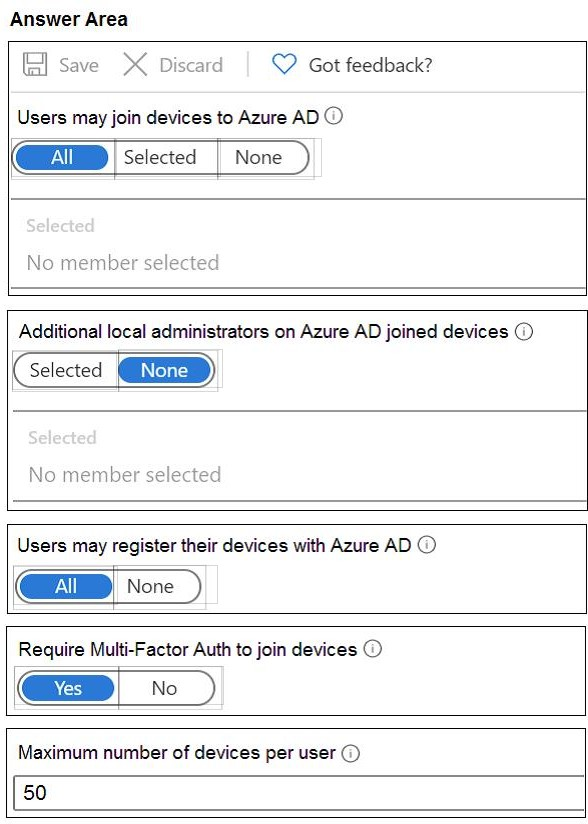 Answer Area
Save Discard Got feedback?
Users may join devices to Azure AD
All Selected None
Selected
No member selected
Additional local administrators on Azure AD joined devices
Selected None
Selected
No member selected
Users may register their devices with Azure AD
All None
Require Multi-Factor Auth to join devices
Yes No
Maximum number of devices per user
50